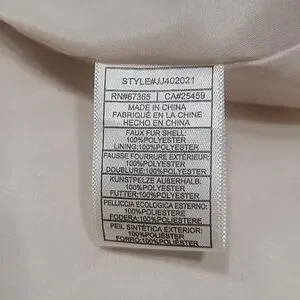 STYLE#JJ402021
RN#67365 CA#25459
MADE IN CHINA
FABRIQUÉ EN LA CHINE
HECHO EN CHINA
FAUX FUR SHELL:
100%POLYESTER
LINING:100%POLYESTER
FAUSSE FOURRURE EXTÉRIEUR:
100%POLYESTER
DOUBLURE:100%POLYESTER
KUNSTPELZE AUßERHALB:
100%POLYESTER
FUTTER:100%POLYESTER
PELLICCIA ECOLOGICA ESTERNO:
100%POLIESTERE
FODERA:100%POLIESTERE
PEIL SINTÉTICA EXTERIOR:
100%POLIÉSTER
FORRO:100%POLIÉSTER